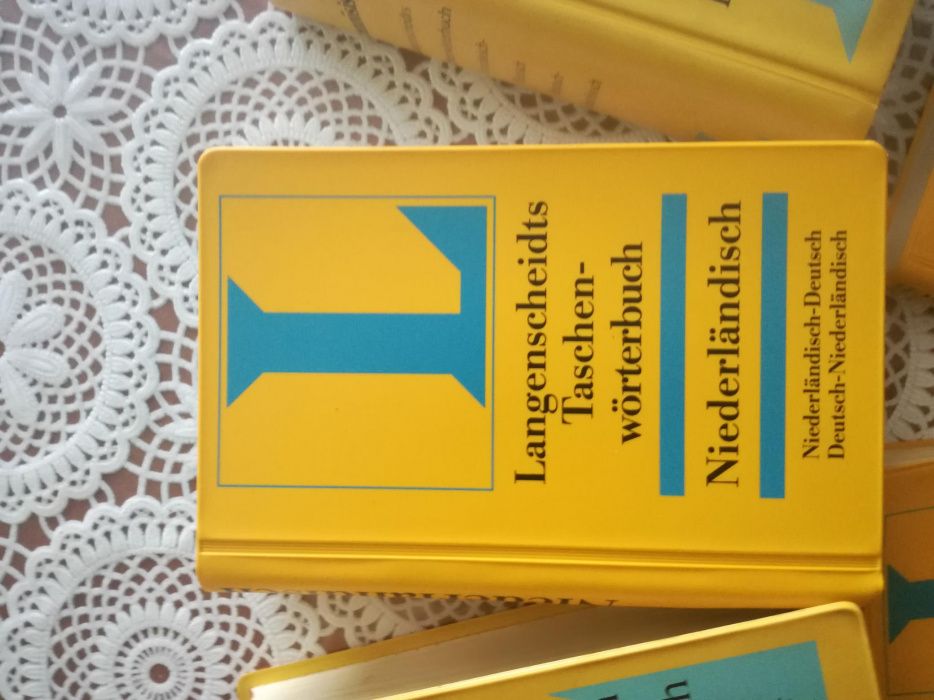 L
Langenscheidts
Taschen-
wörterbuch
Niederländisch
Niederländisch-Deutsch
Deutsch-Niederländisch